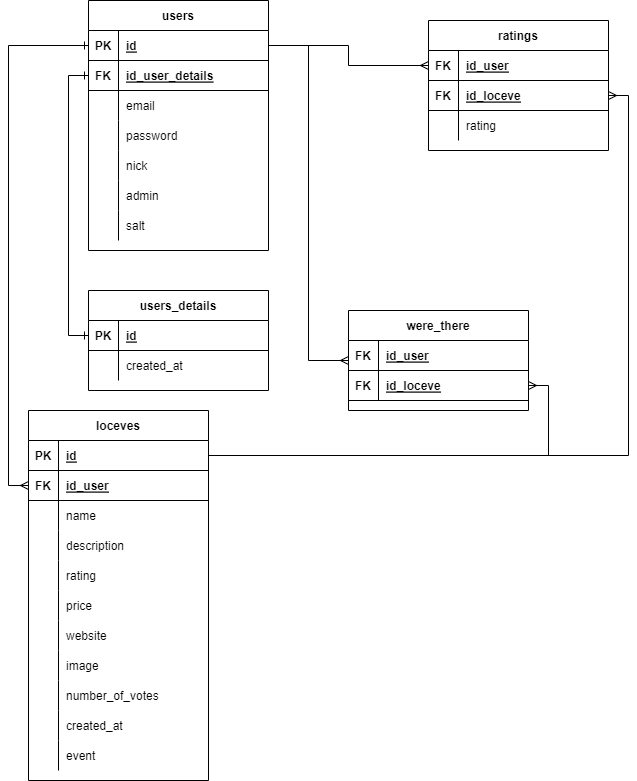 users
PK id
FK id_user_details
email
password
nick
admin
salt
ratings
FK id_user
FK id_loceve
rating
users_details
PK id
created_at
were_there
FK id_user
FK id_loceve
loceves
PK id
FK id_user
name
description
rating
price
website
image
number_of_votes
created_at
event